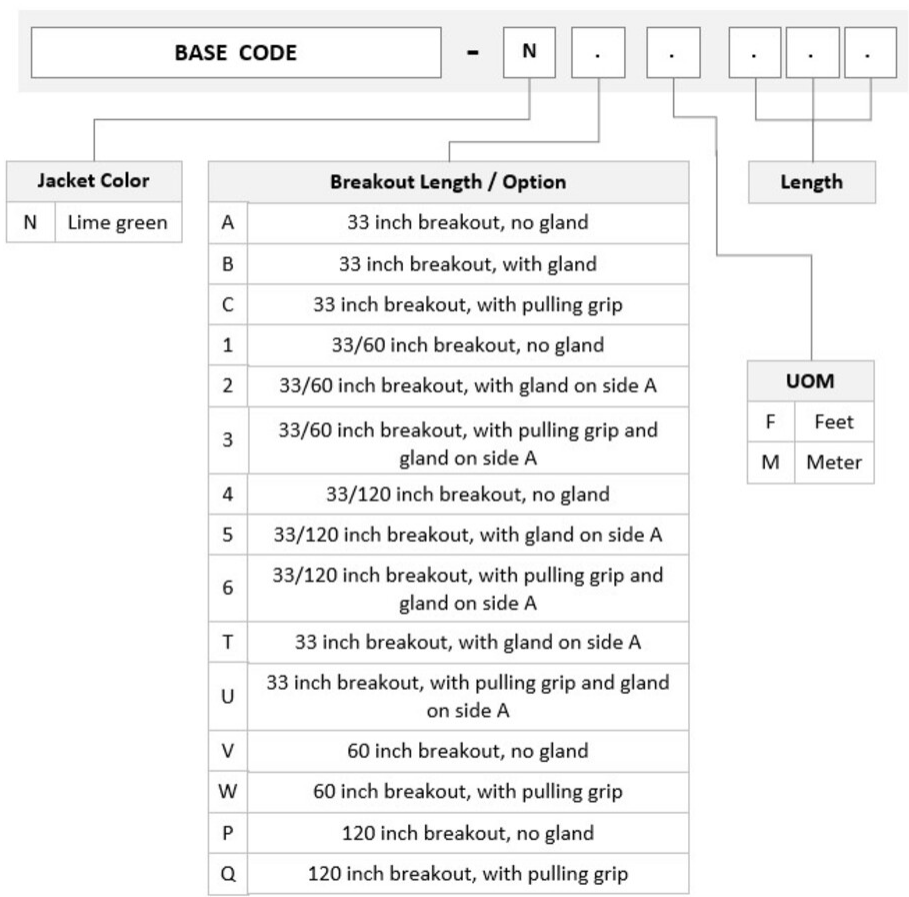 BASE CODE - N . . . . .
Jacket Color
N Lime green
Breakout Length / Option
A 33 inch breakout, no gland
B 33 inch breakout, with gland
C 33 inch breakout, with pulling grip
1 33/60 inch breakout, no gland
2 33/60 inch breakout, with gland on side A
3 33/60 inch breakout, with pulling grip and
gland on side A
4 33/120 inch breakout, no gland
5 33/120 inch breakout, with gland on side A
6 33/120 inch breakout, with pulling grip and
gland on side A
T 33 inch breakout, with gland on side A
U 33 inch breakout, with pulling grip and gland
on side A
V 60 inch breakout, no gland
W 60 inch breakout, with pulling grip
P 120 inch breakout, no gland
Q 120 inch breakout, with pulling grip
Length
UOM
F Feet
M Meter